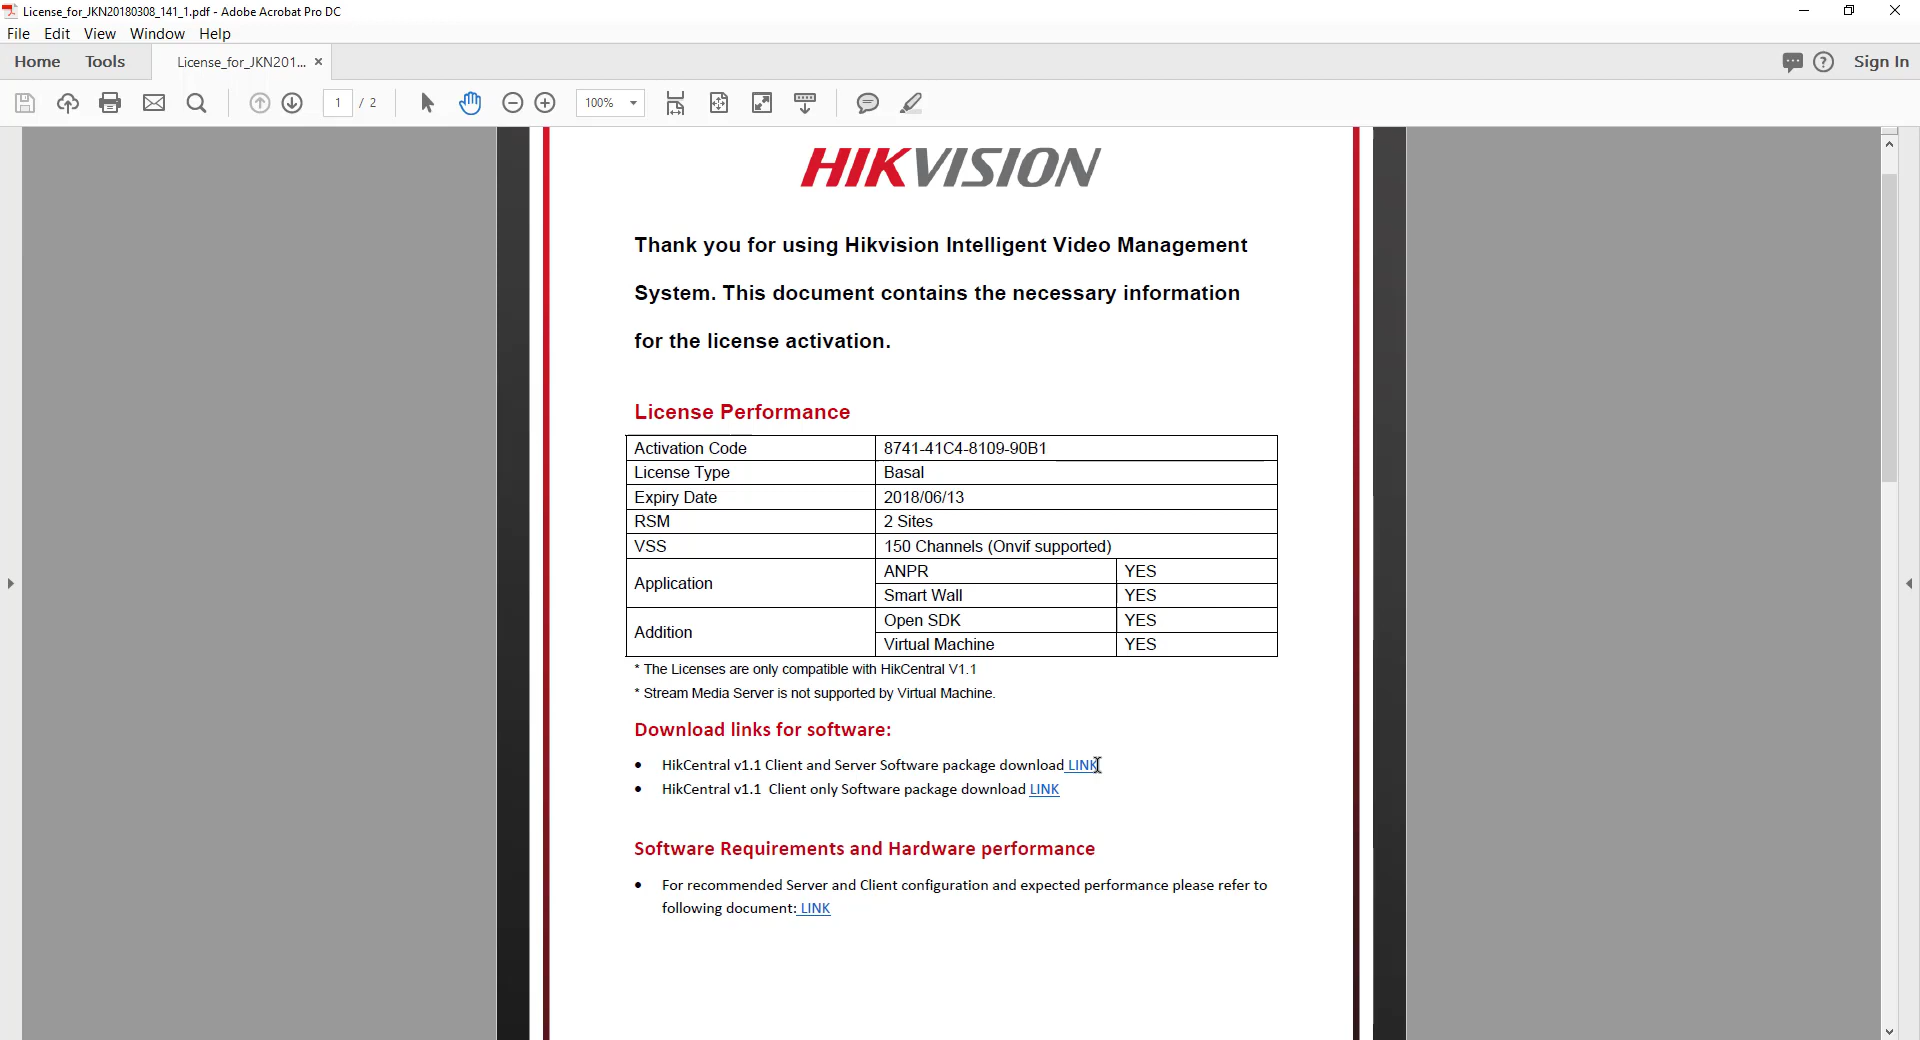 License_for_JKN20180308_141_1.pdf - Adobe Acrobat Pro DC
File Edit View Window Help
Home Tools License_for_JKN201... × Sign In
1 / 2 100%
HIKVISION
Thank you for using Hikvision Intelligent Video Management
System. This document contains the necessary information
for the license activation.
License Performance
Activation Code 8741-41C4-8109-90B1
License Type Basal
Expiry Date 2018/06/13
RSM 2 Sites
VSS 150 Channels (Onvif supported)
Application ANPR YES
Smart Wall YES
Addition Open SDK YES
Virtual Machine YES
* The Licenses are only compatible with HikCentral V1.1
* Stream Media Server is not supported by Virtual Machine.
Download links for software:
• HikCentral v1.1 Client and Server Software package download LINK
• HikCentral v1.1 Client only Software package download LINK
Software Requirements and Hardware performance
• For recommended Server and Client configuration and expected performance please refer to
following document: LINK